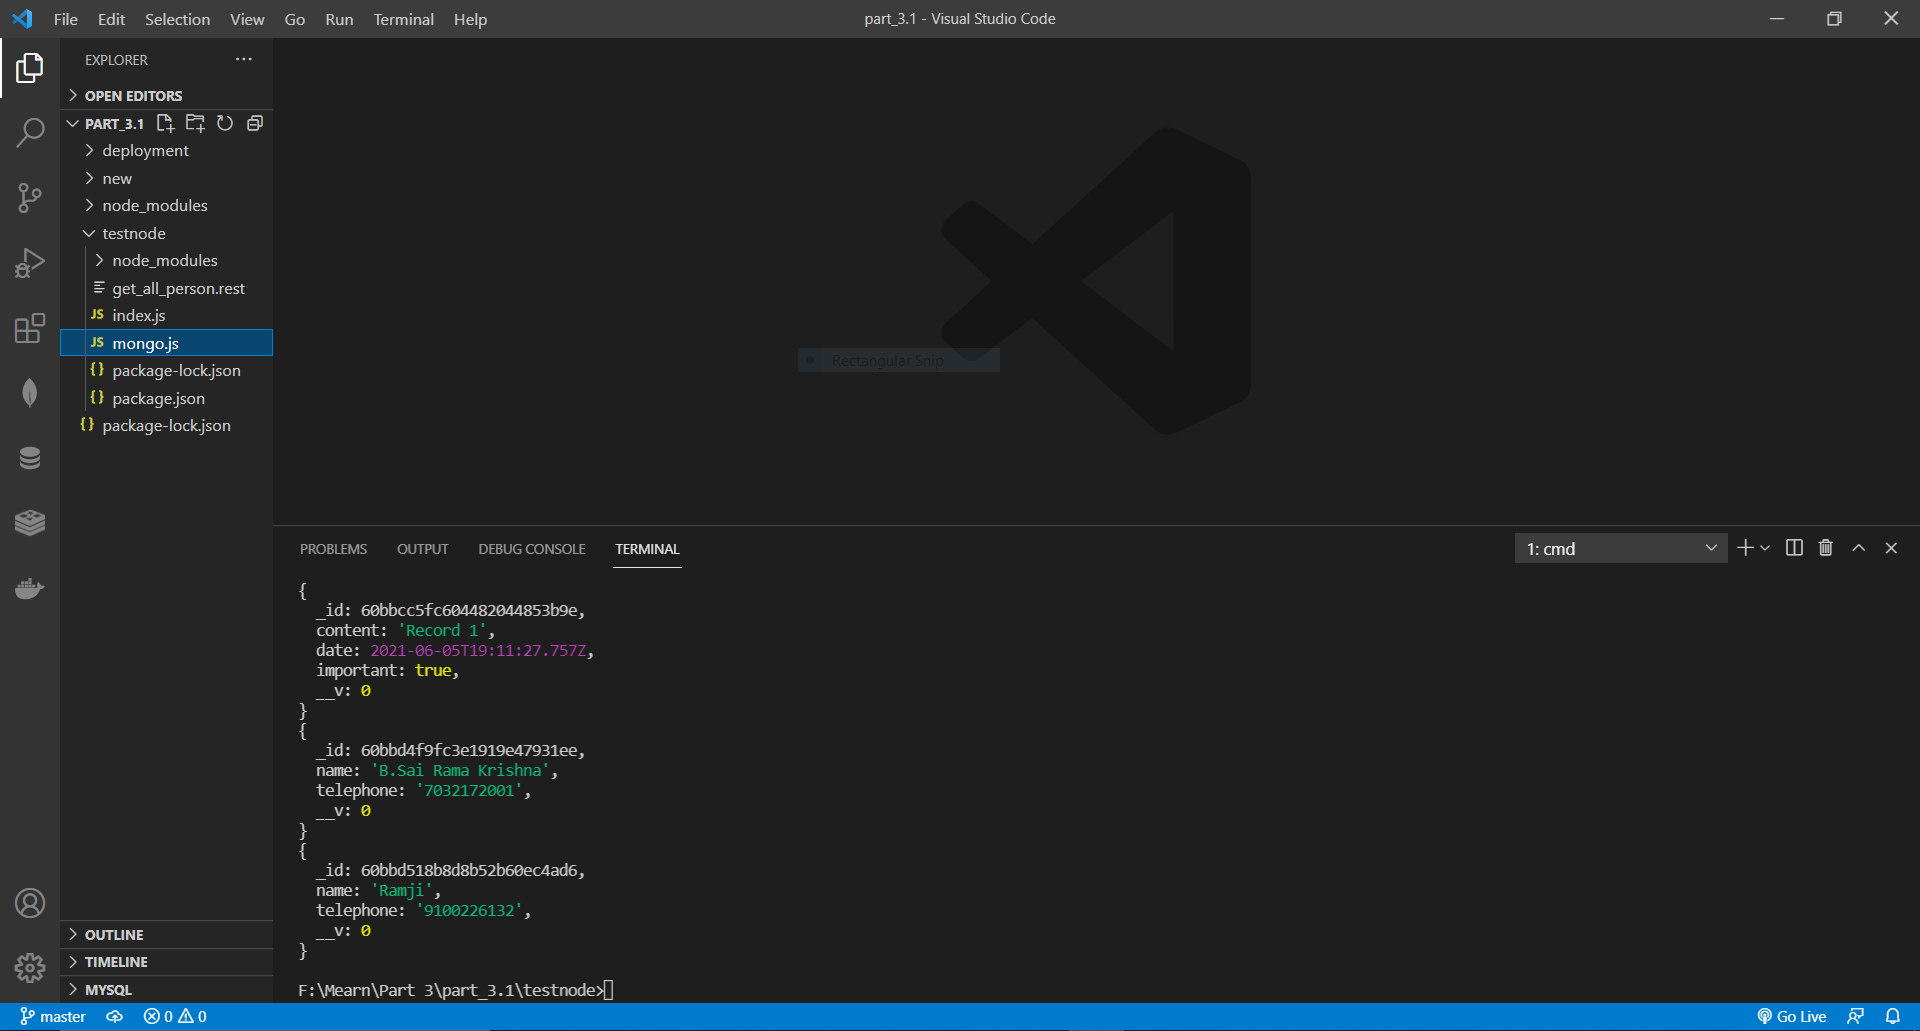 File Edit Selection View Go Run Terminal Help
part_3.1 - Visual Studio Code
EXPLORER
OPEN EDITORS
PART_3.1
deployment
new
node_modules
testnode
node_modules
get_all_person.rest
JS index.js
JS mongo.js
{} package-lock.json
{} package.json
{} package-lock.json
OUTLINE
TIMELINE
MYSQL
Rectangular Snip
PROBLEMS OUTPUT DEBUG CONSOLE TERMINAL
1: cmd
{
_id: 60bbcc5fc604482044853b9e,
content: 'Record 1',
date: 2021-06-05T19:11:27.757Z,
important: true,
__v: 0
}
{
_id: 60bbd4f9fc3e1919e47931ee,
name: 'B.Sai Rama Krishna',
telephone: '7032172001',
__v: 0
}
{
_id: 60bbd518b8d8b52b60ec4ad6,
name: 'Ramji',
telephone: '9100226132',
__v: 0
}
F:\Mearn\Part 3\part_3.1\testnode>
master 0 0
Go Live